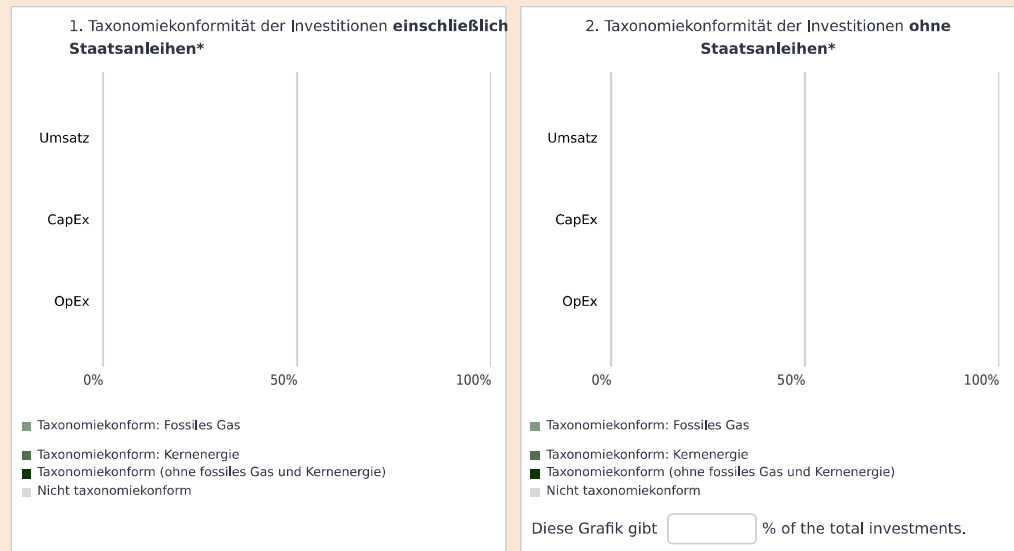 1. Taxonomiekonformität der Investitionen einschließlich
Staatsanleihen*
Umsatz
CapEx
OpEx
0% 50% 100%
Taxonomiekonform: Fossiles Gas
Taxonomiekonform: Kernenergie
Taxonomiekonform (ohne fossiles Gas und Kernenergie)
Nicht taxonomiekonform
2. Taxonomiekonformität der Investitionen ohne
Staatsanleihen*
Umsatz
CapEx
OpEx
0% 50% 100%
Taxonomiekonform: Fossiles Gas
Taxonomiekonform: Kernenergie
Taxonomiekonform (ohne fossiles Gas und Kernenergie)
Nicht taxonomiekonform
Diese Grafik gibt % of the total investments.